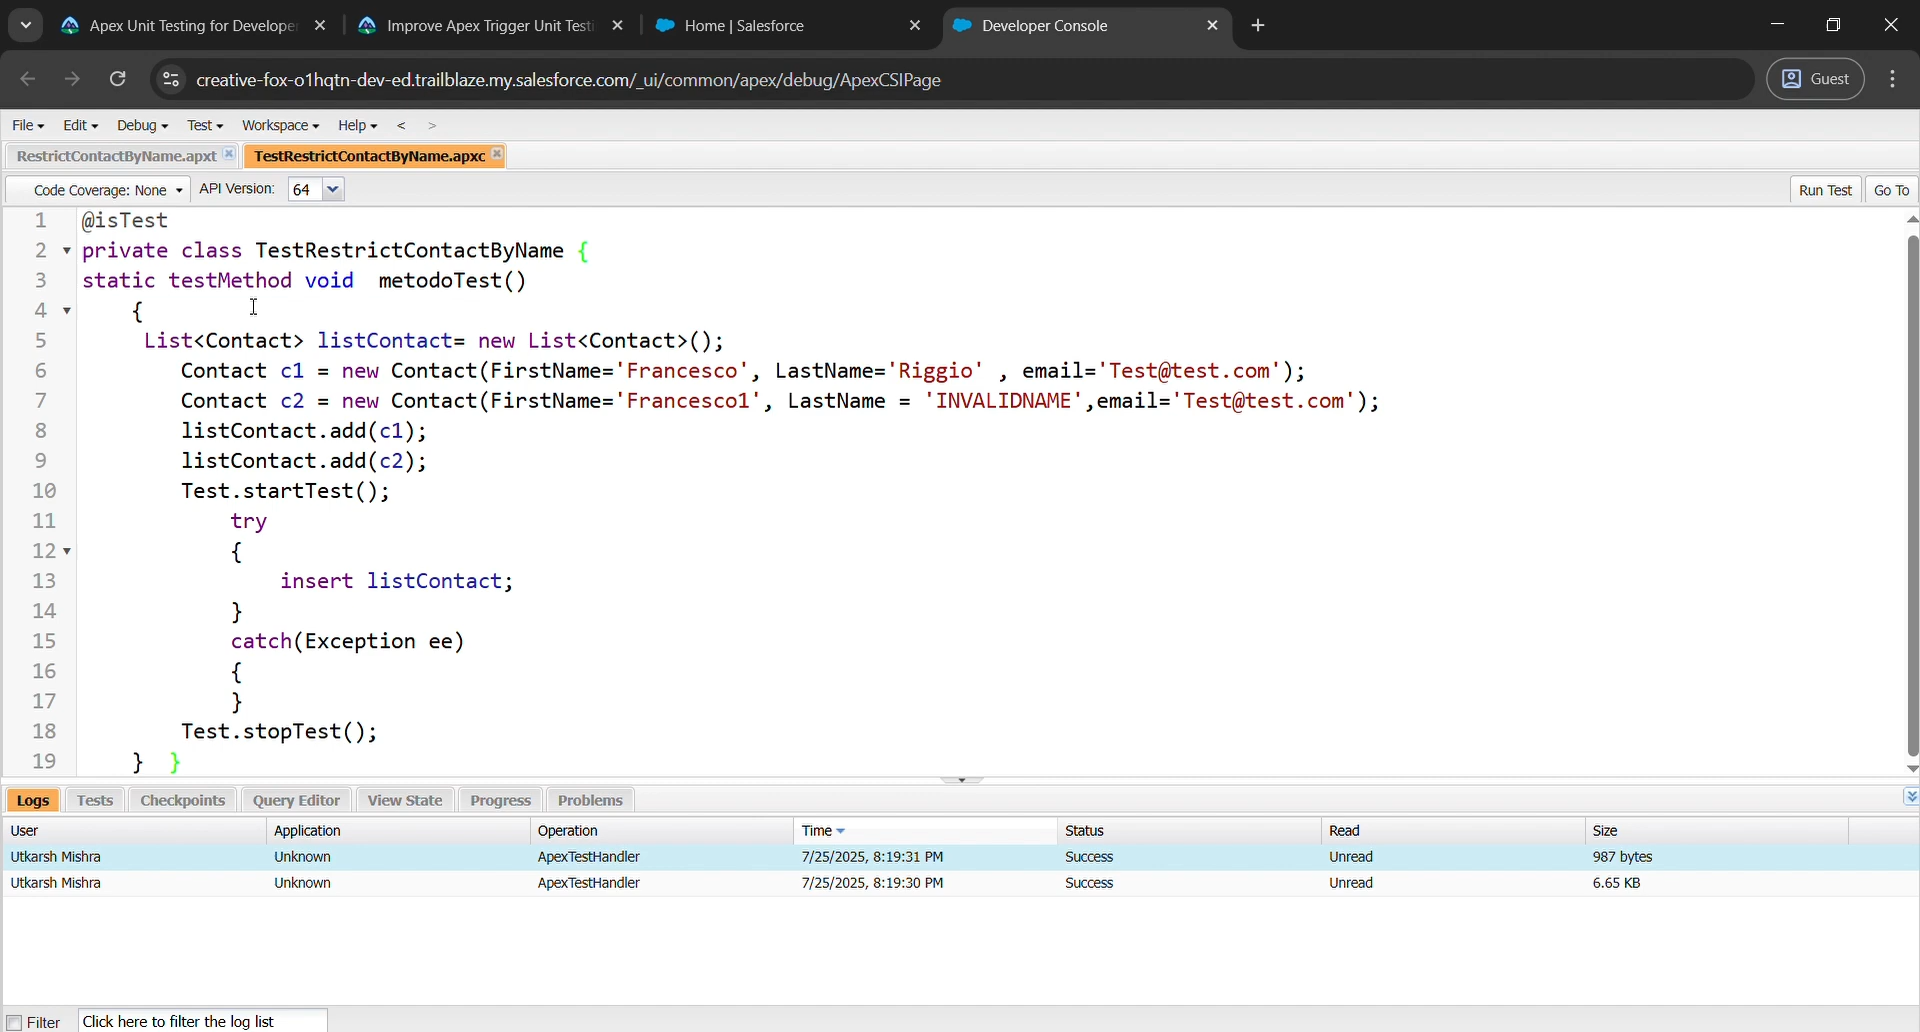 Apex Unit Testing for Develope
Improve Apex Trigger Unit Testi
Home | Salesforce
Developer Console
creative-fox-o1hqtn-dev-ed.trailblaze.my.salesforce.com/_ui/common/apex/debug/ApexCSIPage
Guest
File Edit Debug Test Workspace Help < >
RestrictContactByName.apxt
TestRestrictContactByName.apxc
Code Coverage: None API Version: 64 Run Test Go To
1 @isTest
2 private class TestRestrictContactByName {
3 static testMethod void metodoTest()
4 {
5 List<Contact> listContact= new List<Contact>();
6 Contact c1 = new Contact(FirstName='Francesco', LastName='Riggio' , email='Test@test.com');
7 Contact c2 = new Contact(FirstName='Francesco1', LastName = 'INVALIDNAME',email='Test@test.com');
8 listContact.add(c1);
9 listContact.add(c2);
10 Test.startTest();
11 try
12 {
13 insert listContact;
14 }
15 catch(Exception ee)
16 {
17 }
18 Test.stopTest();
19 } }
Logs Tests Checkpoints Query Editor View State Progress Problems
User Application Operation Time Status Read Size
Utkarsh Mishra Unknown ApexTestHandler 7/25/2025, 8:19:31 PM Success Unread 987 bytes
Utkarsh Mishra Unknown ApexTestHandler 7/25/2025, 8:19:30 PM Success Unread 6.65 KB
Filter Click here to filter the log list